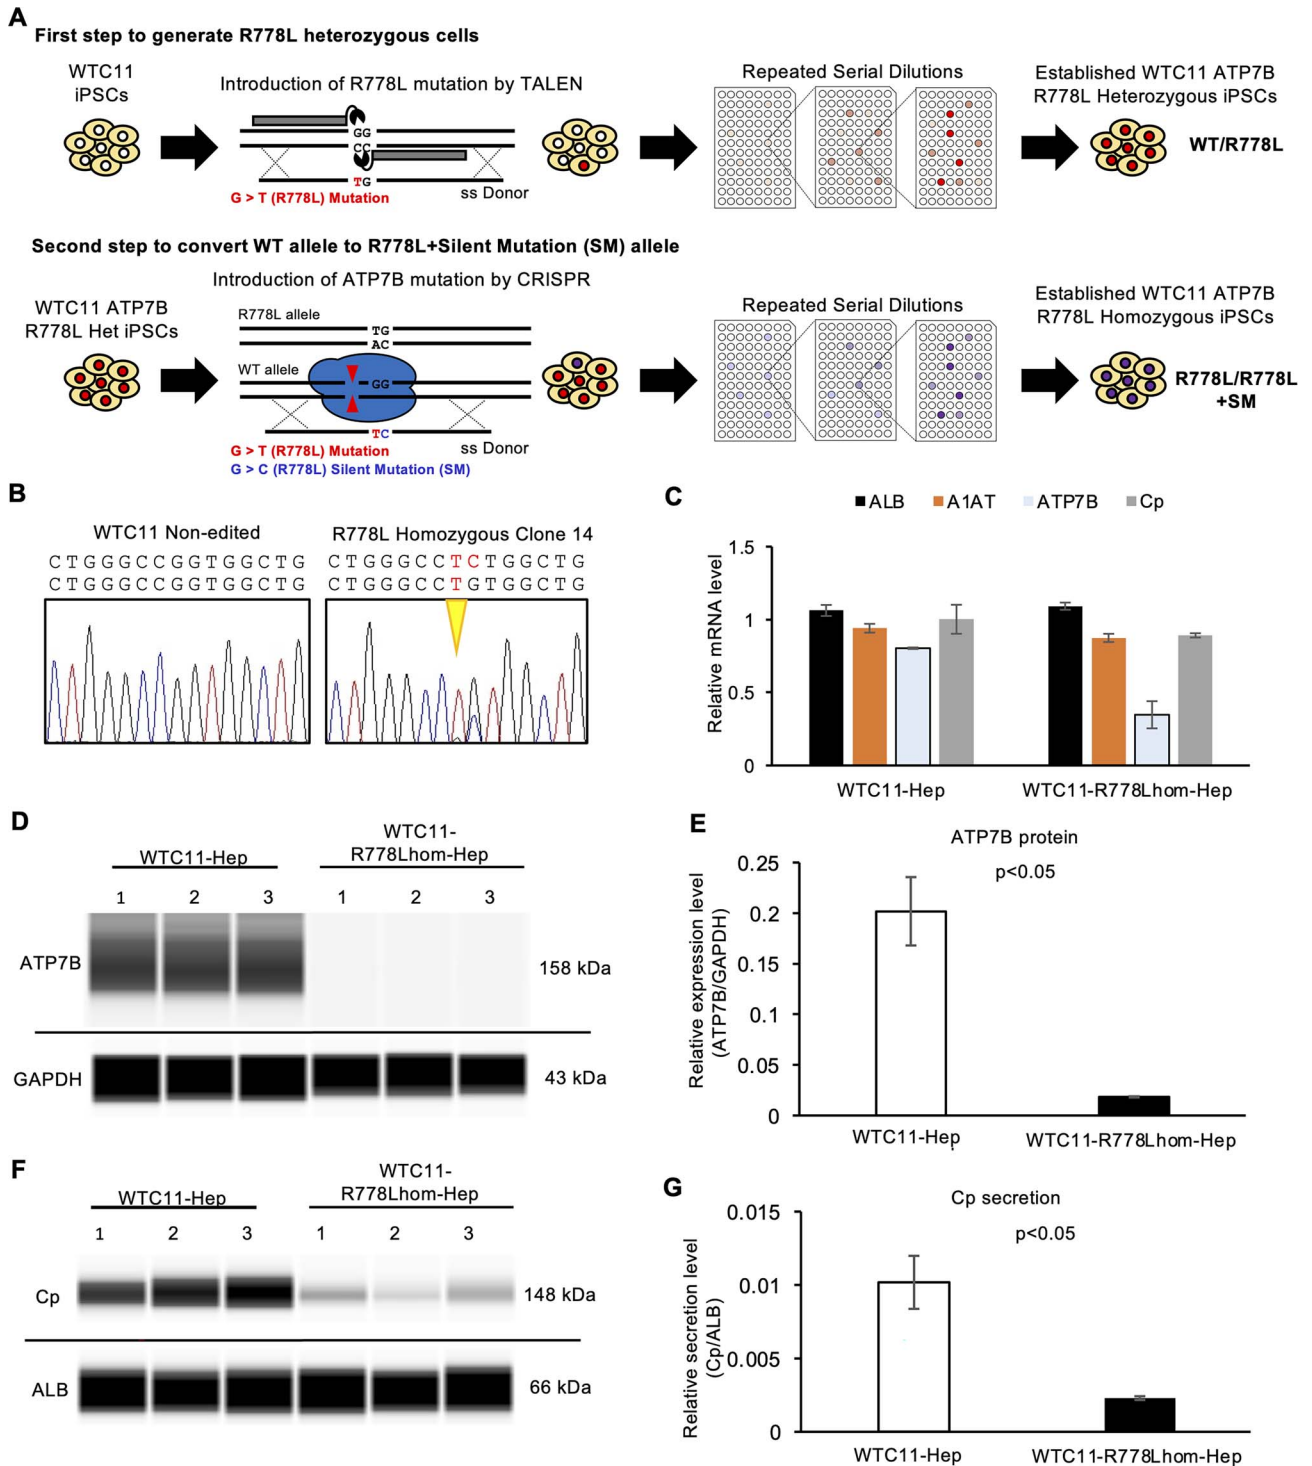 A
First step to generate R778L heterozygous cells
WTC11
iPSCs
Introduction of R778L mutation by TALEN
GG
CC
TG
G > T (R778L) Mutation
ss Donor
Repeated Serial Dilutions
Established WTC11 ATP7B
R778L Heterozygous iPSCs
WT/R778L
Second step to convert WT allele to R778L+Silent Mutation (SM) allele
Introduction of ATP7B mutation by CRISPR
WTC11 ATP7B
R778L Het iPSCs
R778L allele
TG
AC
WT allele
GG
TC
G > T (R778L) Mutation
ss Donor
G > C (R778L) Silent Mutation (SM)
Repeated Serial Dilutions
Established WTC11 ATP7B
R778L Homozygous iPSCs
R778L/R778L
+SM
B
WTC11 Non-edited
C T G G G C C G G T G G C T G
C T G G G C C G G T G G C T G
R778L Homozygous Clone 14
C T G G G C C T C T G G C T G
C T G G G C C T G T G G C T G
C
ALB A1AT ATP7B Cp
Relative mRNA level
1.5
1
0.5
0
WTC11-Hep
WTC11-R778Lhom-Hep
D
WTC11-Hep
WTC11-
R778Lhom-Hep
1 2 3 1 2 3
ATP7B
158 kDa
GAPDH
43 kDa
E
ATP7B protein
p<0.05
Relative expression level
(ATP7B/GAPDH)
0.25
0.2
0.15
0.1
0.05
0
WTC11-Hep
WTC11-R778Lhom-Hep
F
WTC11-Hep
WTC11-
R778Lhom-Hep
1 2 3 1 2 3
Cp
148 kDa
ALB
66 kDa
G
Cp secretion
p<0.05
Relative secretion level
(Cp/ALB)
0.015
0.01
0.005
0
WTC11-Hep
WTC11-R778Lhom-Hep